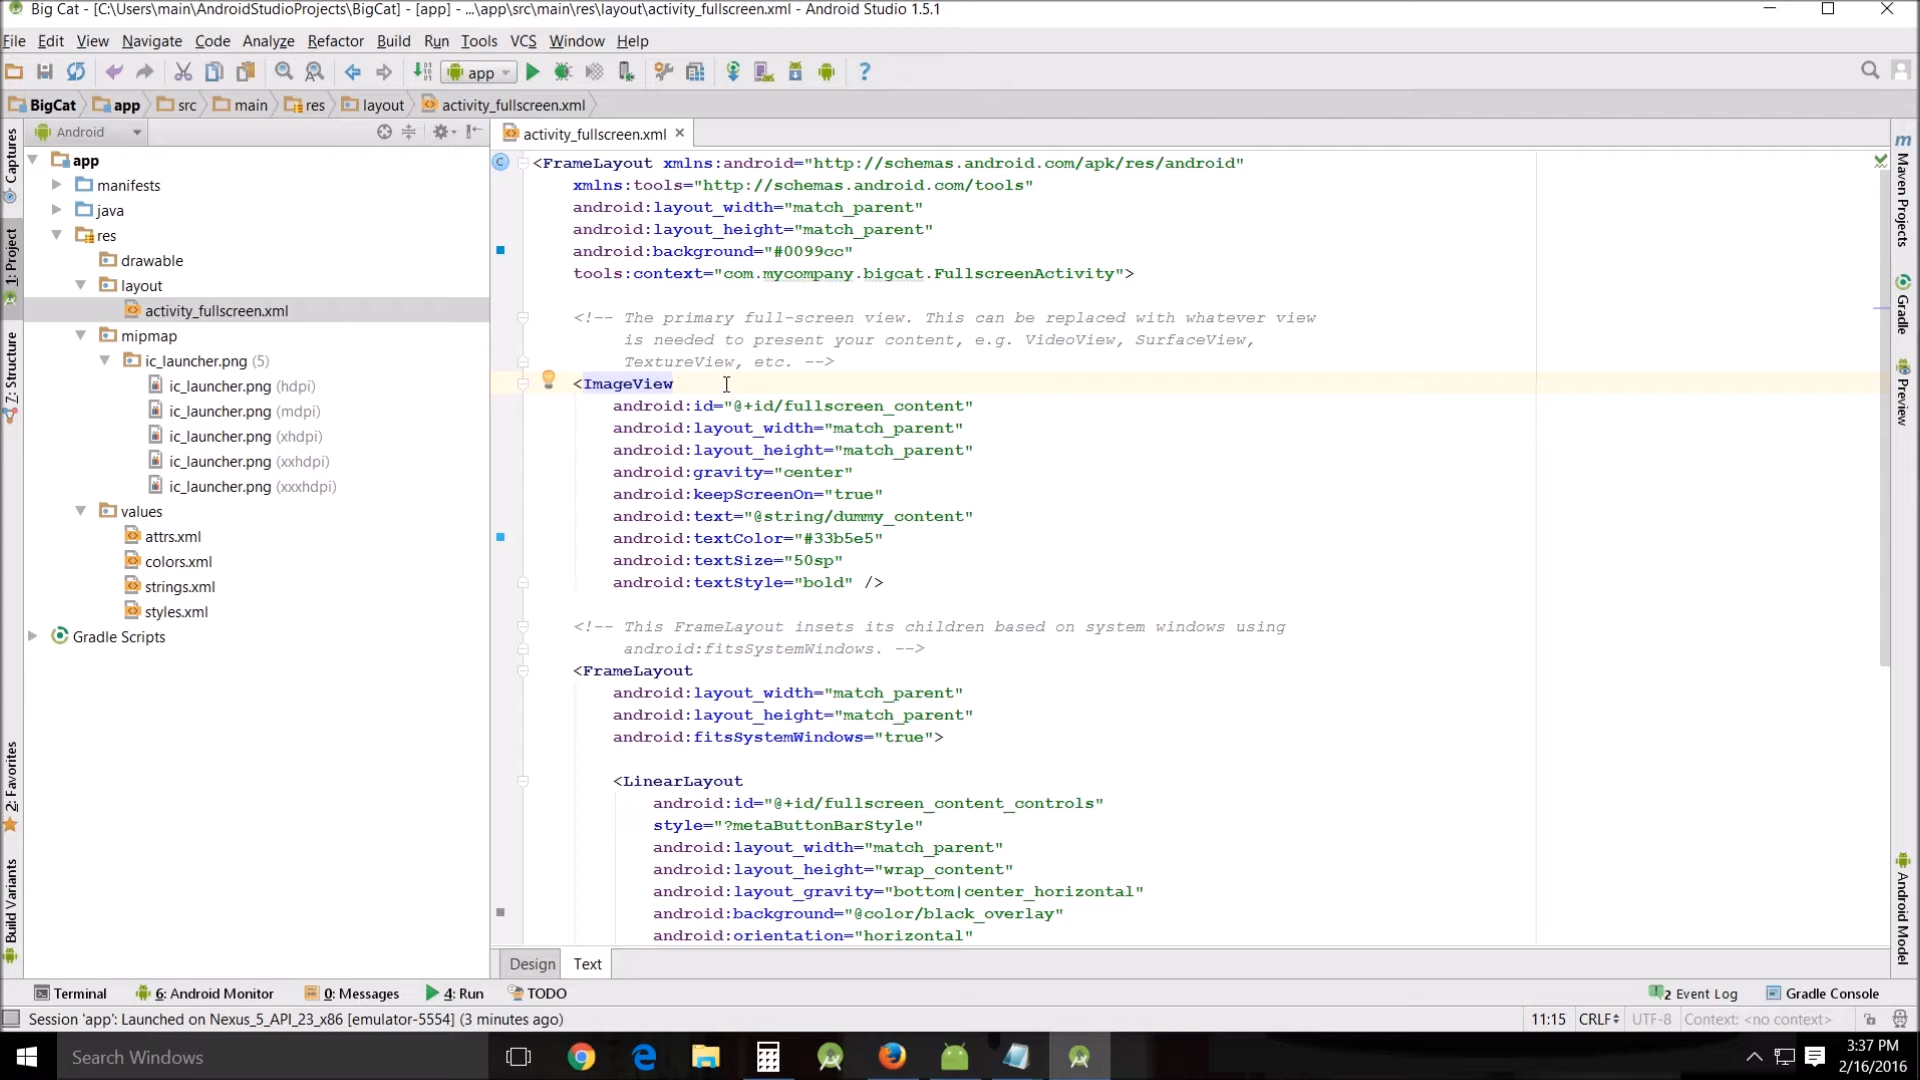 Big Cat - [C:\Users\main\AndroidStudioProjects\BigCat] - [app] - ...\app\src\main\res\layout\activity_fullscreen.xml - Android Studio 1.5.1
File Edit View Navigate Code Analyze Refactor Build Run Tools VCS Window Help
app
BigCat app src main res layout activity_fullscreen.xml
Captures
1: Project
7: Structure
2: Favorites
Build Variants
Android
app
manifests
java
res
drawable
layout
activity_fullscreen.xml
mipmap
ic_launcher.png (5)
ic_launcher.png (hdpi)
ic_launcher.png (mdpi)
ic_launcher.png (xhdpi)
ic_launcher.png (xxhdpi)
ic_launcher.png (xxxhdpi)
values
attrs.xml
colors.xml
strings.xml
styles.xml
Gradle Scripts
activity_fullscreen.xml
<FrameLayout xmlns:android="http://schemas.android.com/apk/res/android"
xmlns:tools="http://schemas.android.com/tools"
android:layout_width="match_parent"
android:layout_height="match_parent"
android:background="#0099cc"
tools:context="com.mycompany.bigcat.FullscreenActivity">
<!-- The primary full-screen view. This can be replaced with whatever view
is needed to present your content, e.g. VideoView, SurfaceView,
TextureView, etc. -->
<ImageView
android:id="@+id/fullscreen_content"
android:layout_width="match_parent"
android:layout_height="match_parent"
android:gravity="center"
android:keepScreenOn="true"
android:text="@string/dummy_content"
android:textColor="#33b5e5"
android:textSize="50sp"
android:textStyle="bold" />
<!-- This FrameLayout insets its children based on system windows using
android:fitsSystemWindows. -->
<FrameLayout
android:layout_width="match_parent"
android:layout_height="match_parent"
android:fitsSystemWindows="true">
<LinearLayout
android:id="@+id/fullscreen_content_controls"
style="?metaButtonBarStyle"
android:layout_width="match_parent"
android:layout_height="wrap_content"
android:layout_gravity="bottom|center_horizontal"
android:background="@color/black_overlay"
android:orientation="horizontal"
Maven Projects
Gradle
Preview
Android Model
Design Text
Terminal 6: Android Monitor 0: Messages 4: Run TODO 2 Event Log Gradle Console
Session 'app': Launched on Nexus_5_API_23_x86 [emulator-5554] (3 minutes ago) 11:15 CRLF UTF-8 Context: <no context>
Search Windows
3:37 PM
2/16/2016